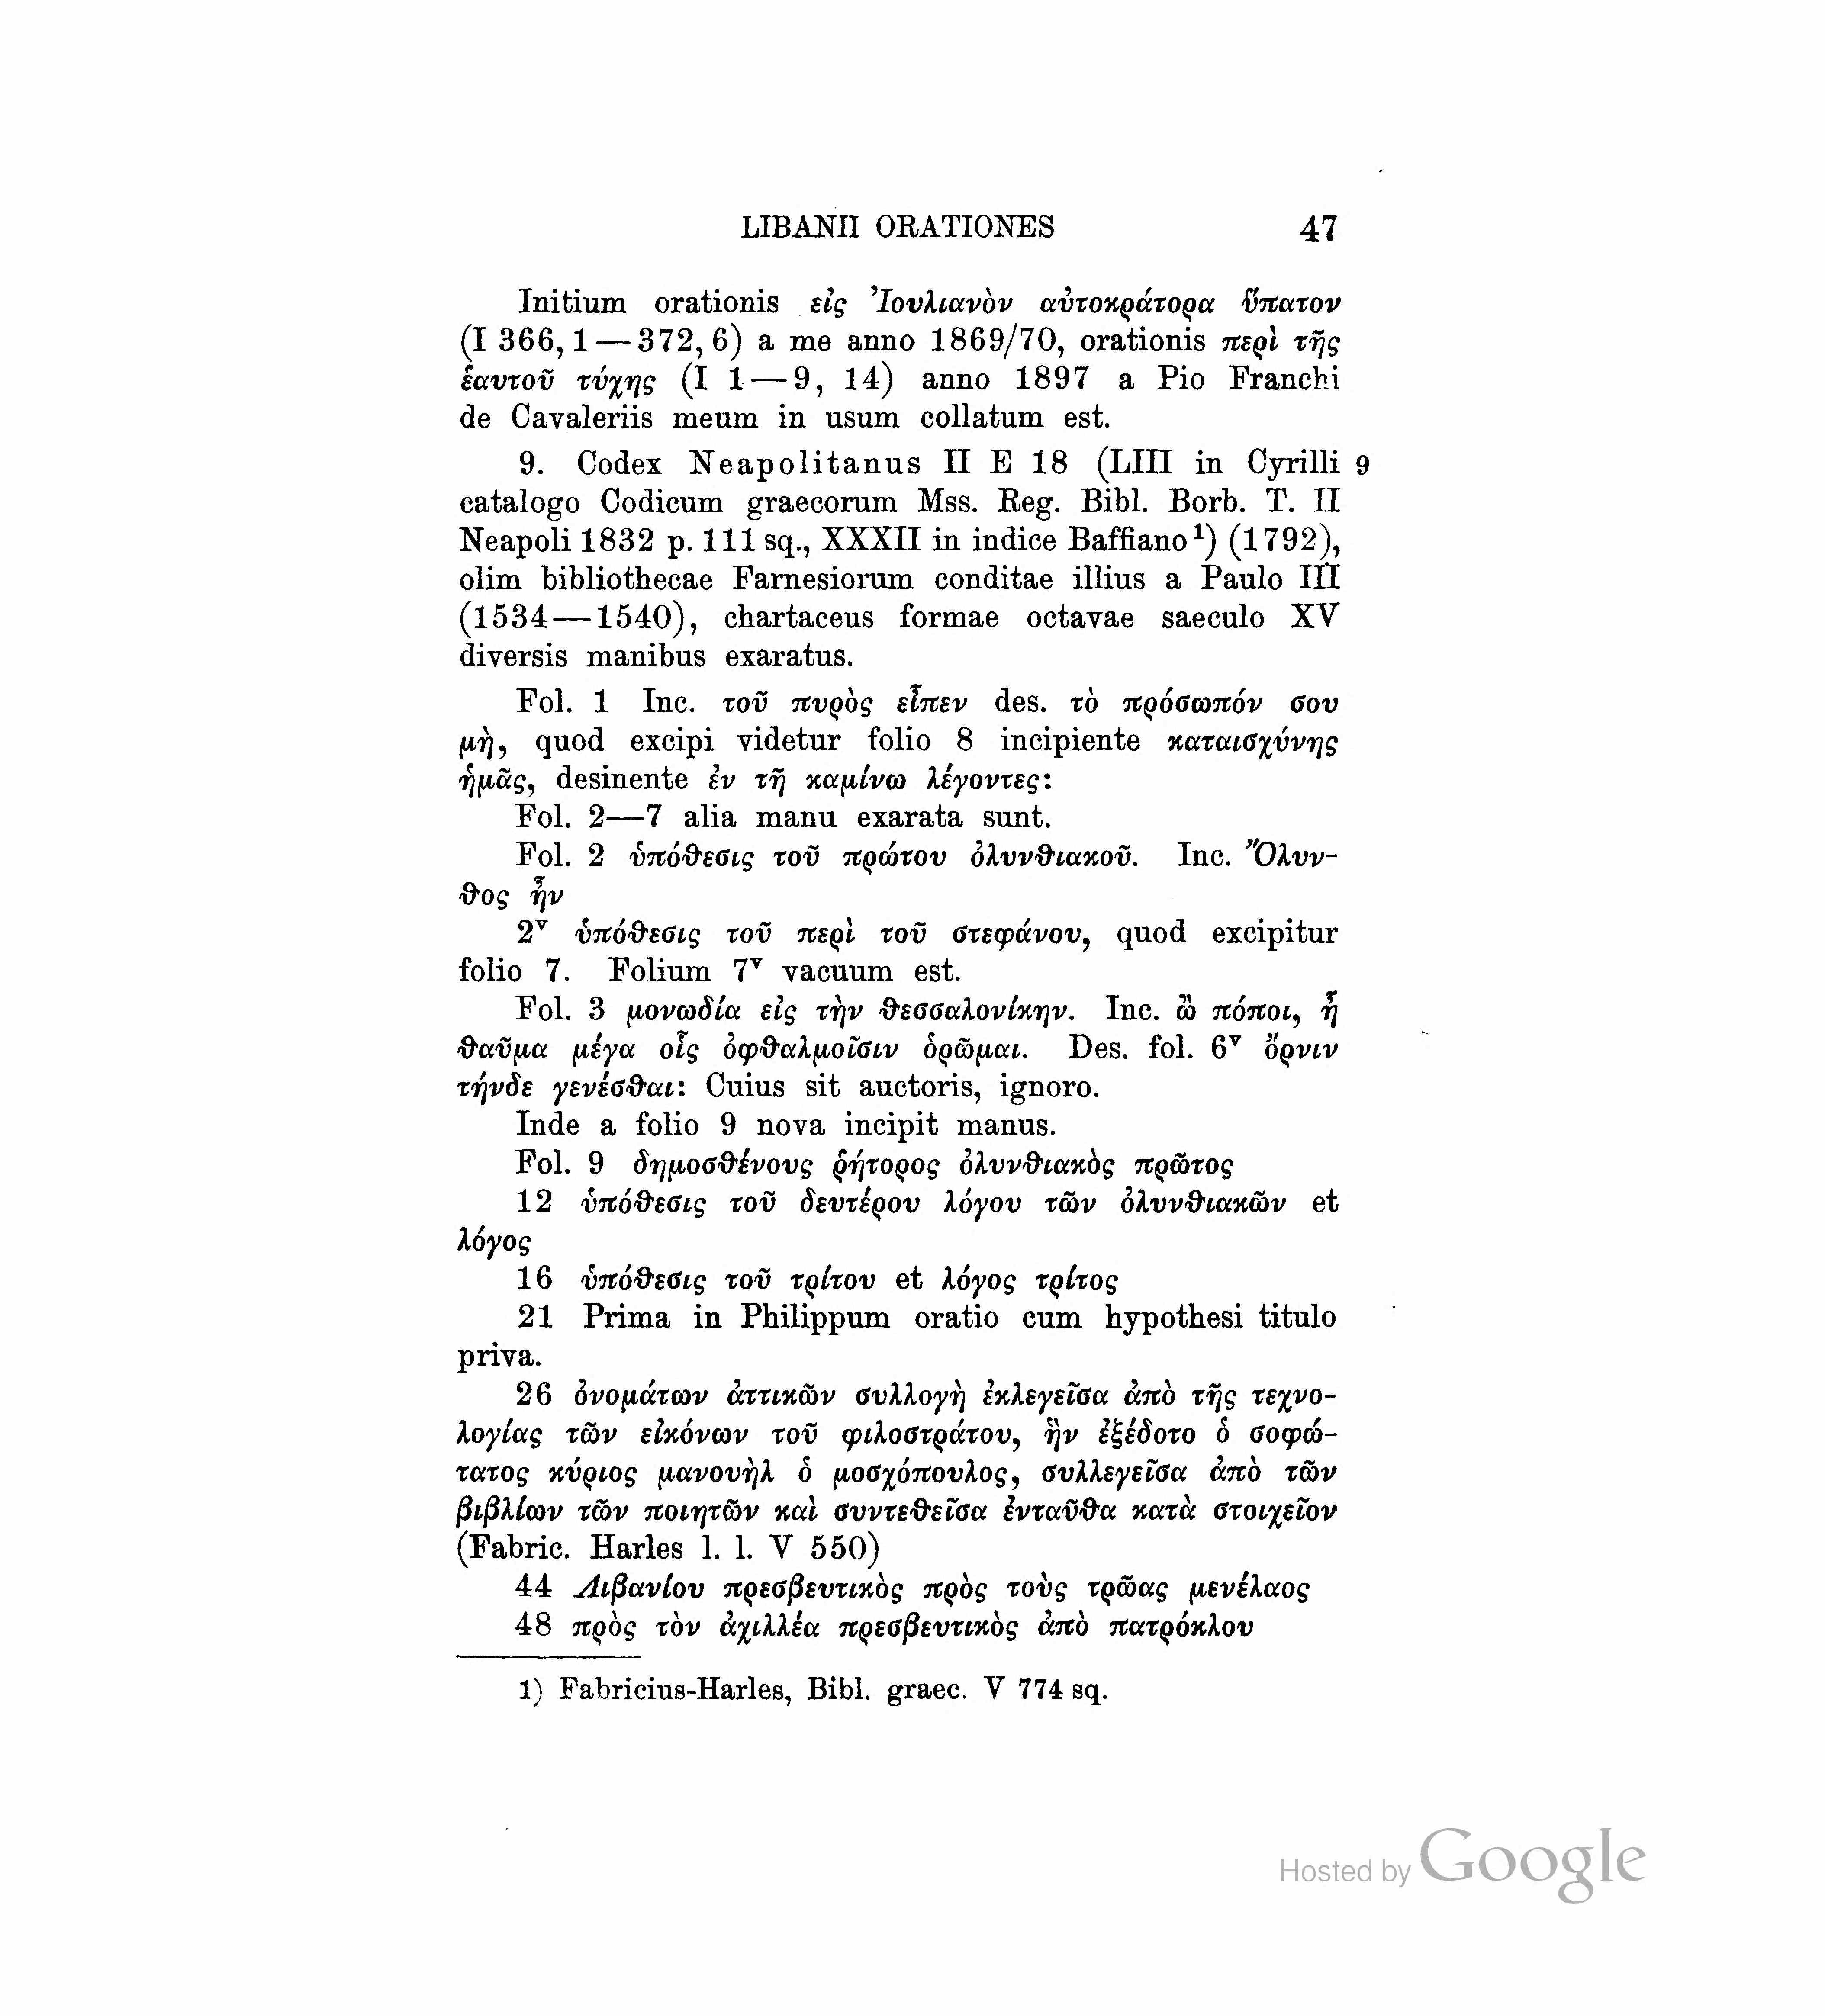 LIBANII ORATIONES 47
Initium orationis εἰς Ἰουλιανὸν αὐτοκράτορα ὕπατον
(I 366, 1—372, 6) a me anno 1869/70, orationis περὶ τῆς
ἑαυτοῦ τύχης (I 1—9, 14) anno 1897 a Pio Franchi
de Cavaleriis meum in usum collatum est.
9. Codex Neapolitanus II E 18 (LIII in Cyrilli 9
catalogo Codicum graecorum Mss. Reg. Bibl. Borb. T. II
Neapoli 1832 p. 111 sq., XXXII in indice Baffiano¹) (1792),
olim bibliothecae Farnesiorum conditae illius a Paulo III
(1534—1540), chartaceus formae octavae saeculo XV
diversis manibus exaratus.
Fol. 1 Inc. τοῦ πυρὸς εἶπεν des. τὸ πρόσωπόν σου
μὴ, quod excipi videtur folio 8 incipiente καταισχύνης
ἡμᾶς, desinente ἐν τῆ καμίνω λέγοντες:
Fol. 2—7 alia manu exarata sunt.
Fol. 2 ὑπόθεσις τοῦ πρώτου ὀλυνθιακοῦ. Inc. Ὄλυν-
θος ἦν
2ᵛ ὑπόθεσις τοῦ περὶ τοῦ στεφάνου, quod excipitur
folio 7. Folium 7ᵛ vacuum est.
Fol. 3 μονωδία εἰς τὴν θεσσαλονίκην. Inc. ὢ πόποι, ἦ
θαῦμα μέγα οἷς ὀφθαλμοῖσιν ὁρῶμαι. Des. fol. 6ᵛ ὄρνιν
τήνδε γενέσθαι: Cuius sit auctoris, ignoro.
Inde a folio 9 nova incipit manus.
Fol. 9 δημοσθένους ῥήτορος ὀλυνθιακὸς πρῶτος
12 ὑπόθεσις τοῦ δευτέρου λόγου τῶν ὀλυνθιακῶν et
λόγος
16 ὑπόθεσις τοῦ τρίτου et λόγος τρίτος
21 Prima in Philippum oratio cum hypothesi titulo
priva.
26 ὀνομάτων ἀττικῶν συλλογὴ ἐκλεγεῖσα ἀπὸ τῆς τεχνο-
λογίας τῶν εἰκόνων τοῦ φιλοστράτου, ἣν ἐξέδοτο ὁ σοφώ-
τατος κύριος μανουὴλ ὁ μοσχόπουλος, συλλεγεῖσα ἀπὸ τῶν
βιβλίων τῶν ποιητῶν καὶ συντεθεῖσα ἐνταῦθα κατὰ στοιχεῖον
(Fabric. Harles l. l. V 550)
44 Λιβανίου πρεσβευτικὸς πρὸς τοὺς τρῶας μενέλαος
48 πρὸς τὸν ἀχιλλέα πρεσβευτικὸς ἀπὸ πατρόκλου
1) Fabricius-Harles, Bibl. graec. V 774 sq.
Hosted by Google